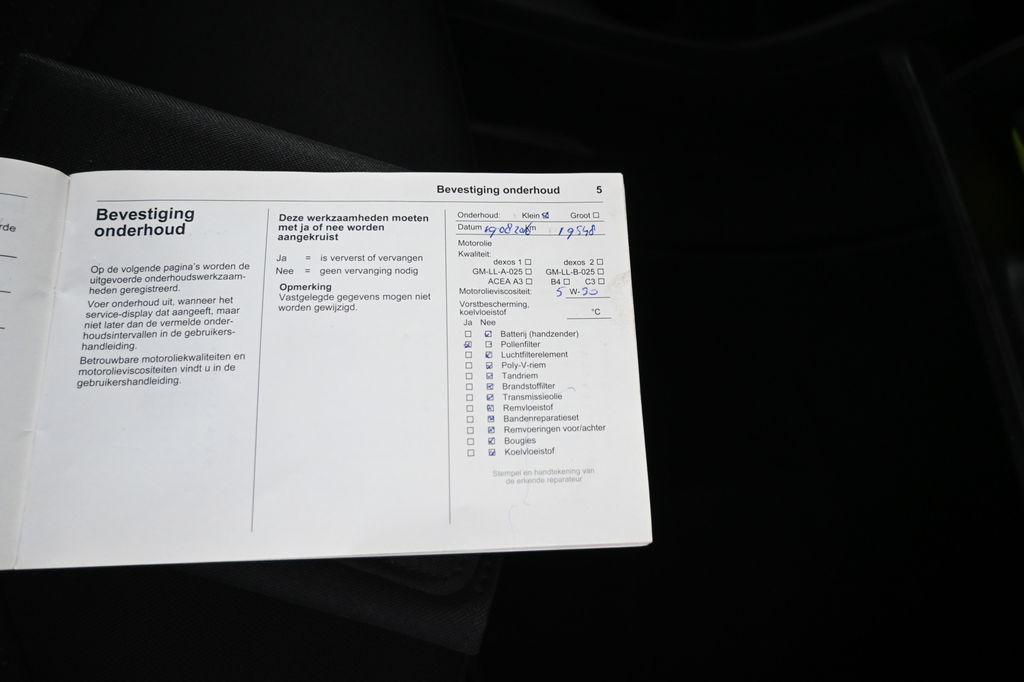 rde
Bevestiging onderhoud 5
Bevestiging
onderhoud
Op de volgende pagina's worden de
uitgevoerde onderhoudswerkzaam-
heden geregistreerd.
Voer onderhoud uit, wanneer het
service-display dat aangeeft, maar
niet later dan de vermelde onder-
houdsintervallen in de gebruikers-
handleiding.
Betrouwbare motoroliekwaliteiten en
motorolieviscositeiten vindt u in de
gebruikershandleiding.
Deze werkzaamheden moeten
met ja of nee worden
aangekruist
Ja = is ververst of vervangen
Nee = geen vervanging nodig
Opmerking
Vastgelegde gegevens mogen niet
worden gewijzigd.
Onderhoud: Klein Groot
Datum km 19548
Motorolie
Kwaliteit:
dexos 1 dexos 2
GM-LL-A-025 GM-LL-B-025
ACEA A3 B4 C3
Motorolieviscositeit: 5 W-
Vorstbescherming,
koelvloeistof °C
Ja Nee
Batterij (handzender)
Pollenfilter
Luchtfilterelement
Poly-V-riem
Tandriem
Brandstoffilter
Transmissieolie
Remvloeistof
Bandenreparatieset
Remvoeringen voor/achter
Bougies
Koelvloeistof
Stempel en handtekening van
de erkende reparateur